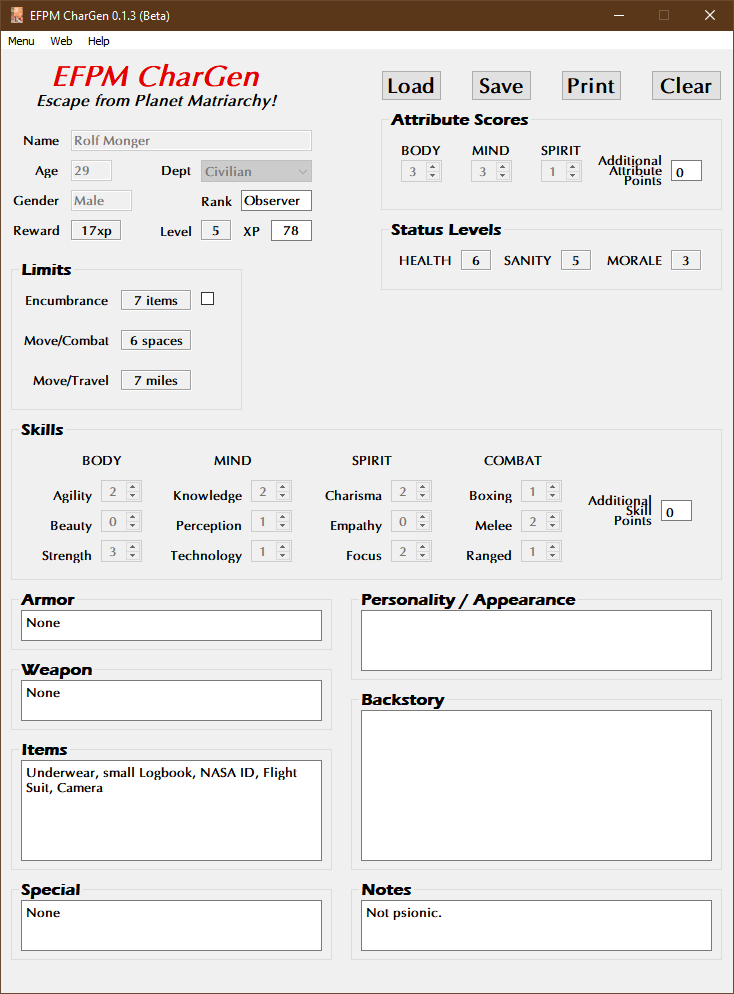 EFPM CharGen 0.1.3 (Beta)
Menu Web Help
EFPM CharGen
Escape from Planet Matriarchy!
Load Save Print Clear
Name Rolf Monger
Age 29 Dept Civilian
Gender Male Rank Observer
Reward 17xp Level 5 XP 78
Attribute Scores
BODY MIND SPIRIT
3 3 1
Additional
Attribute
Points
0
Status Levels
HEALTH 6 SANITY 5 MORALE 3
Limits
Encumbrance 7 items
Move/Combat 6 spaces
Move/Travel 7 miles
Skills
BODY MIND SPIRIT COMBAT
Agility 2 Knowledge 2 Charisma 2 Boxing 1
Beauty 0 Perception 1 Empathy 0 Melee 2
Strength 3 Technology 1 Focus 2 Ranged 1
Additional
Skill
Points
0
Armor
None
Weapon
None
Items
Underwear, small Logbook, NASA ID, Flight
Suit, Camera
Special
None
Personality / Appearance
Backstory
Notes
Not psionic.